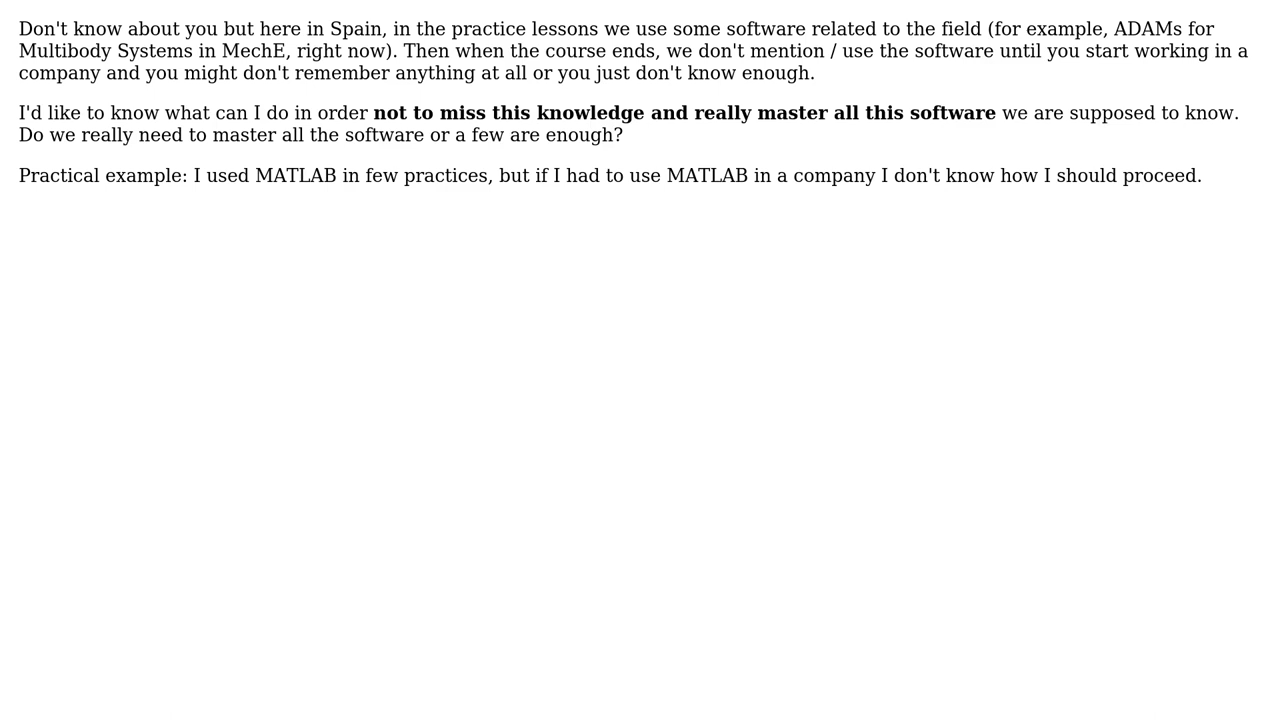 Don't know about you but here in Spain, in the practice lessons we use some software related to the field (for example, ADAMs for
Multibody Systems in MechE, right now). Then when the course ends, we don't mention / use the software until you start working in a
company and you might don't remember anything at all or you just don't know enough.
I'd like to know what can I do in order not to miss this knowledge and really master all this software we are supposed to know.
Do we really need to master all the software or a few are enough?
Practical example: I used MATLAB in few practices, but if I had to use MATLAB in a company I don't know how I should proceed.